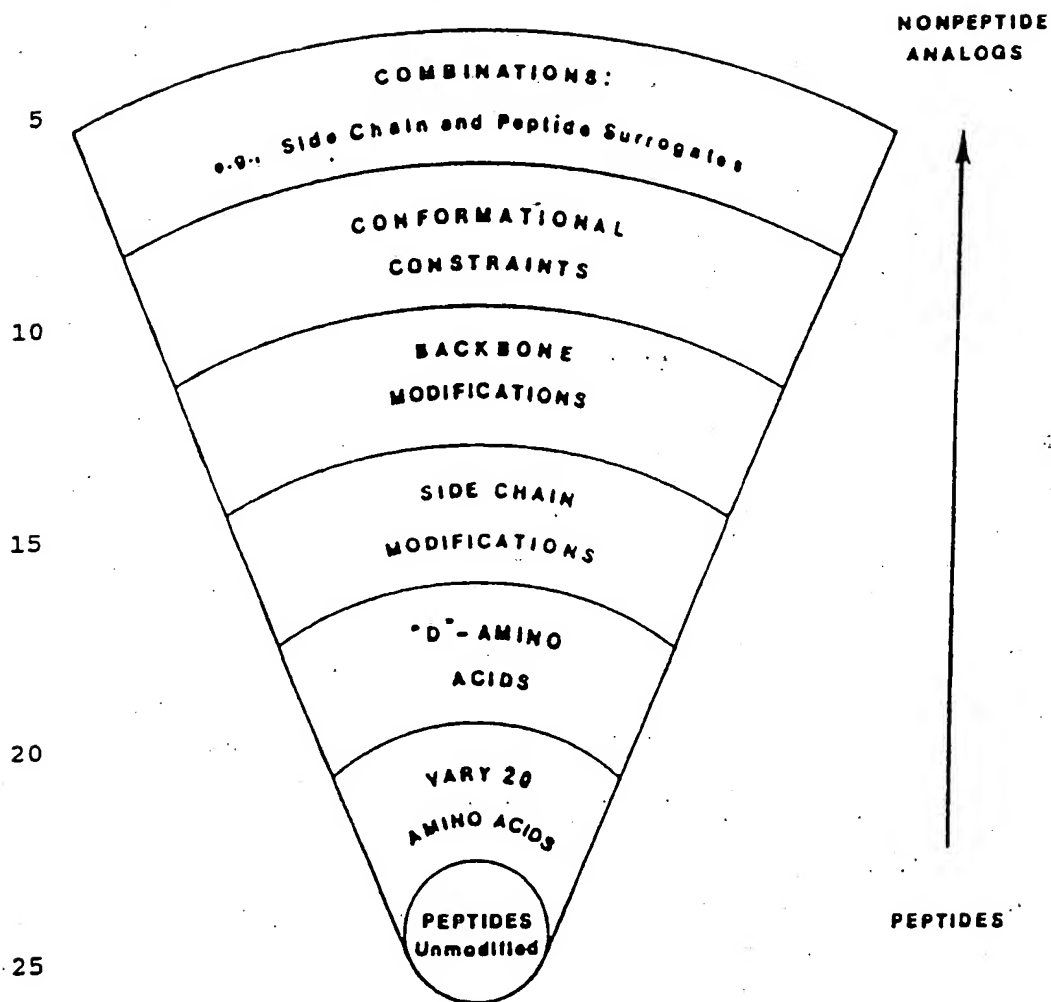 NONPEPTIDE
ANALOGS
COMBINATIONS:
5
e.g., Side Chain and Peptide Surrogates
CONFORMATIONAL
CONSTRAINTS
10
BACKBONE
MODIFICATIONS
SIDE CHAIN
15
MODIFICATIONS
"D"-AMINO
ACIDS
20
VARY 20
AMINO ACIDS
PEPTIDES
Unmodified
PEPTIDES
25